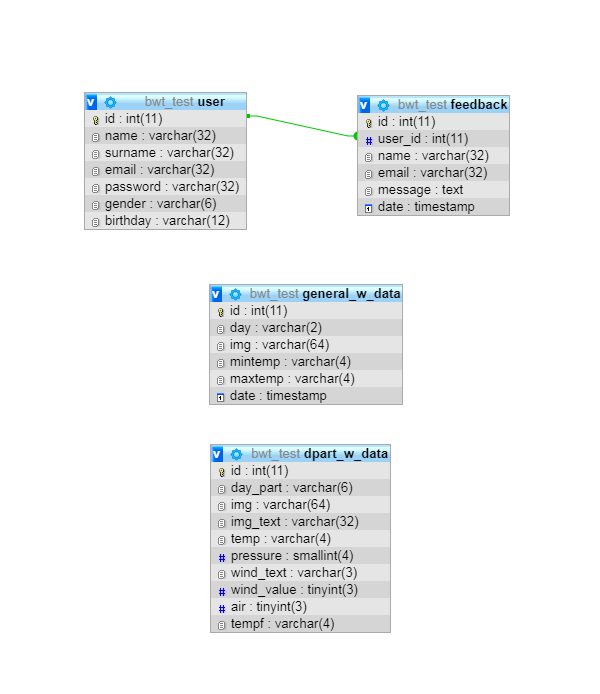 v bwt_test user
id : int(11)
name : varchar(32)
surname : varchar(32)
email : varchar(32)
password : varchar(32)
gender : varchar(6)
birthday : varchar(12)
v bwt_test feedback
id : int(11)
# user_id : int(11)
name : varchar(32)
email : varchar(32)
message : text
date : timestamp
v bwt_test general_w_data
id : int(11)
day : varchar(2)
img : varchar(64)
mintemp : varchar(4)
maxtemp : varchar(4)
date : timestamp
v bwt_test dpart_w_data
id : int(11)
day_part : varchar(6)
img : varchar(64)
img_text : varchar(32)
temp : varchar(4)
# pressure : smallint(4)
wind_text : varchar(3)
# wind_value : tinyint(3)
# air : tinyint(3)
tempf : varchar(4)